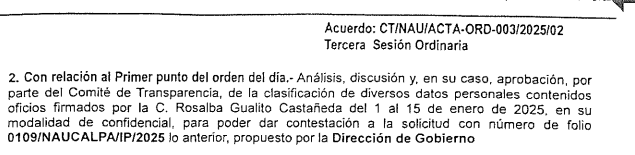 Acuerdo: CT/NAU/ACTA-ORD-003/2025/02
Tercera Sesión Ordinaria
2. Con relación al Primer punto del orden del día.- Análisis, discusión y, en su caso, aprobación, por
parte del Comité de Transparencia, de la clasificación de diversos datos personales contenidos
oficios firmados por la C. Rosalba Gualito Castañeda del 1 al 15 de enero de 2025, en su
modalidad de confidencial, para poder dar contestación a la solicitud con número de folio
0109/NAUCALPA/IP/2025 lo anterior, propuesto por la Dirección de Gobierno